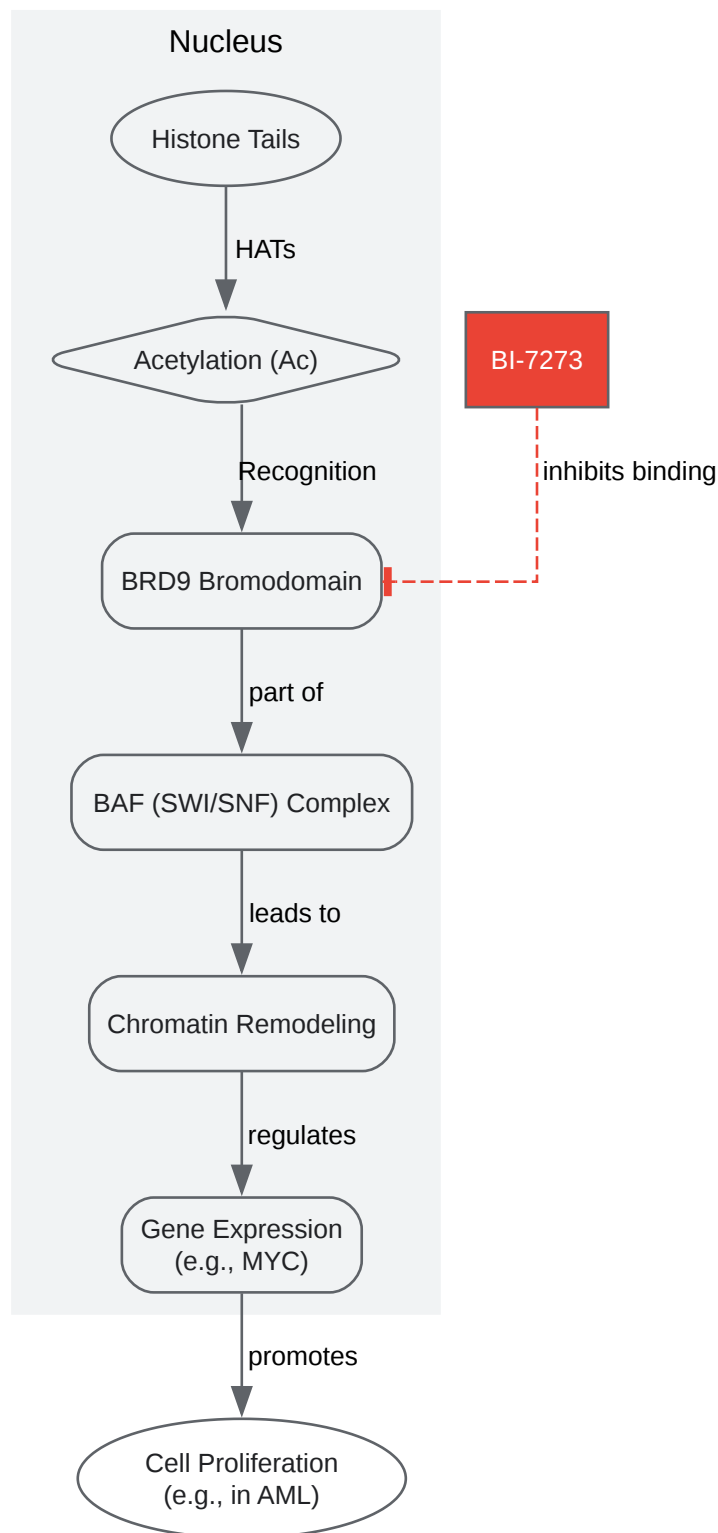 Nucleus
Histone Tails
HATs
Acetylation (Ac)
BI-7273
Recognition
inhibits binding
BRD9 Bromodomain
part of
BAF (SWI/SNF) Complex
leads to
Chromatin Remodeling
regulates
Gene Expression
(e.g., MYC)
promotes
Cell Proliferation
(e.g., in AML)